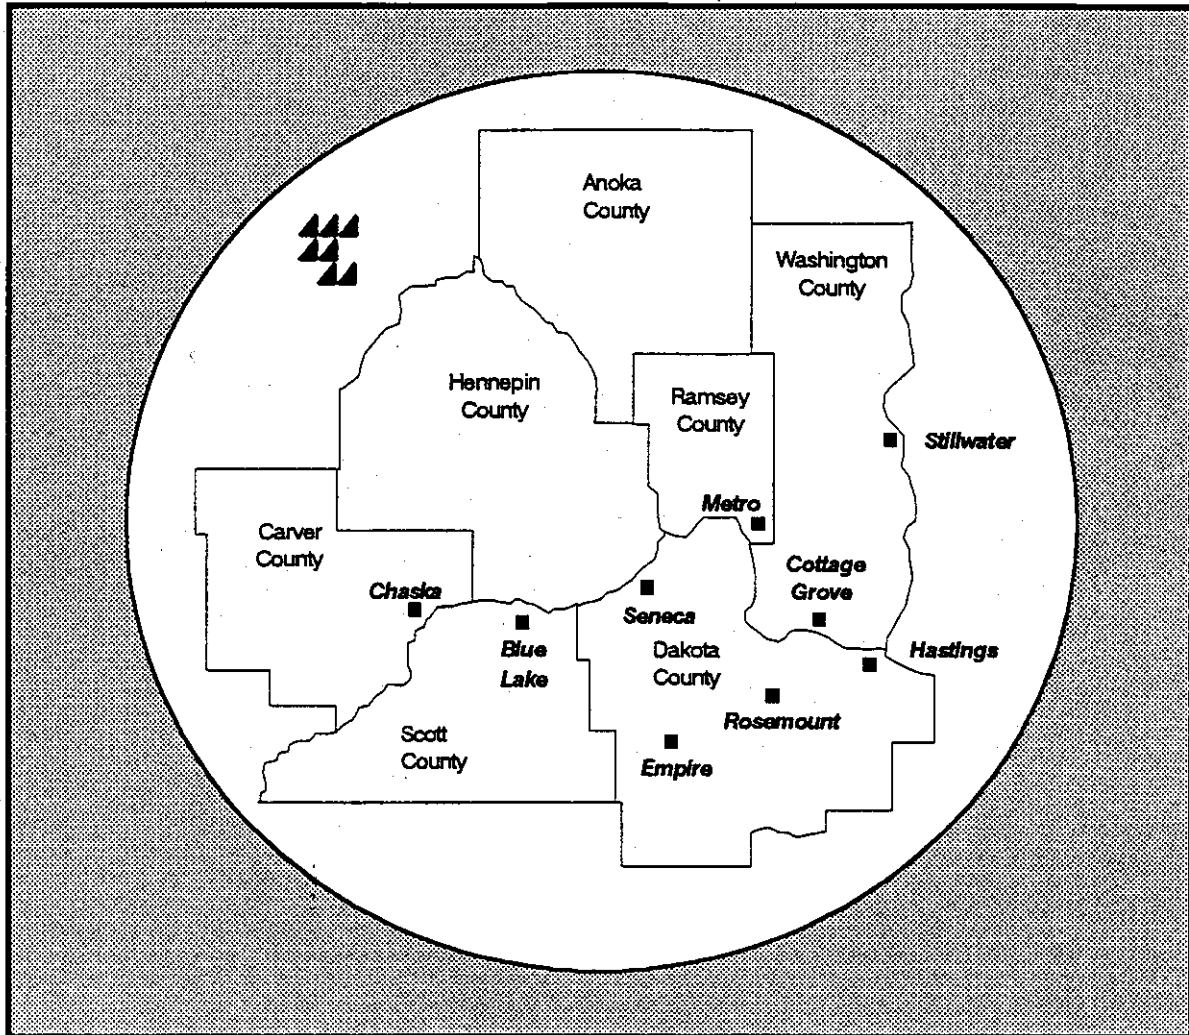 Anoka
County
Washington
County
Hennepin
County
Ramsey
County
Stillwater
Metro
Carver
County
Cottage
Grove
Chaska
Seneca
Blue
Lake
Dakota
County
Hastings
Rosemount
Scott
County
Empire